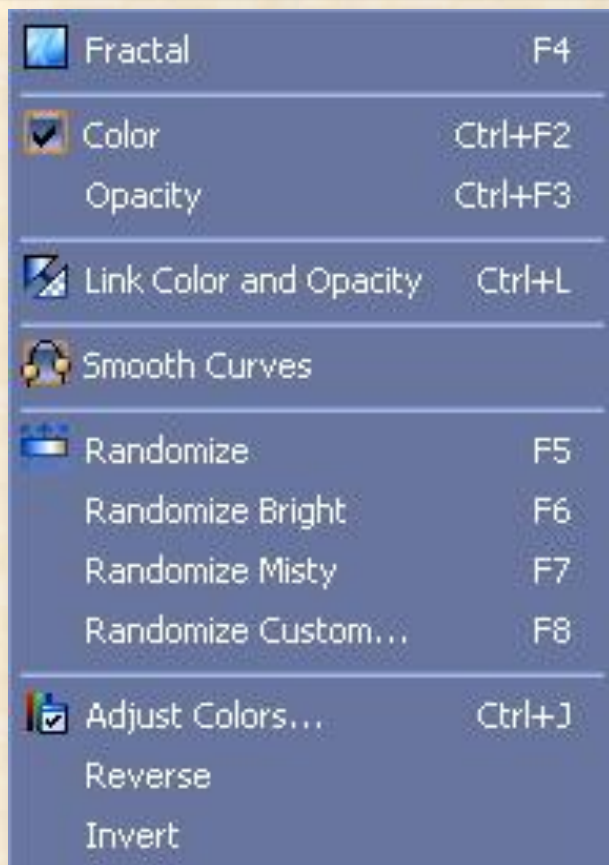 Fractal F4
Color Ctrl+F2
Opacity Ctrl+F3
Link Color and Opacity Ctrl+L
Smooth Curves
Randomize F5
Randomize Bright F6
Randomize Misty F7
Randomize Custom... F8
Adjust Colors... Ctrl+J
Reverse
Invert